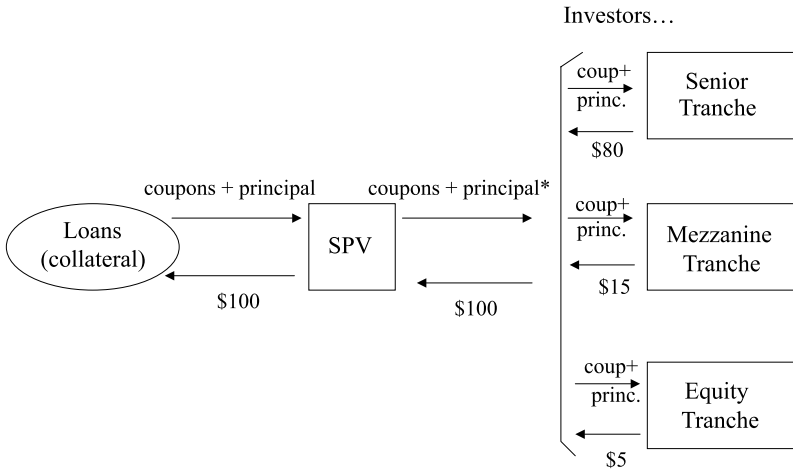 Investors…
coup+
princ.
Senior
Tranche
$80
coupons + principal
coupons + principal*
Loans
(collateral)
SPV
$100
$100
coup+
princ.
Mezzanine
Tranche
$15
coup+
princ.
Equity
Tranche
$5